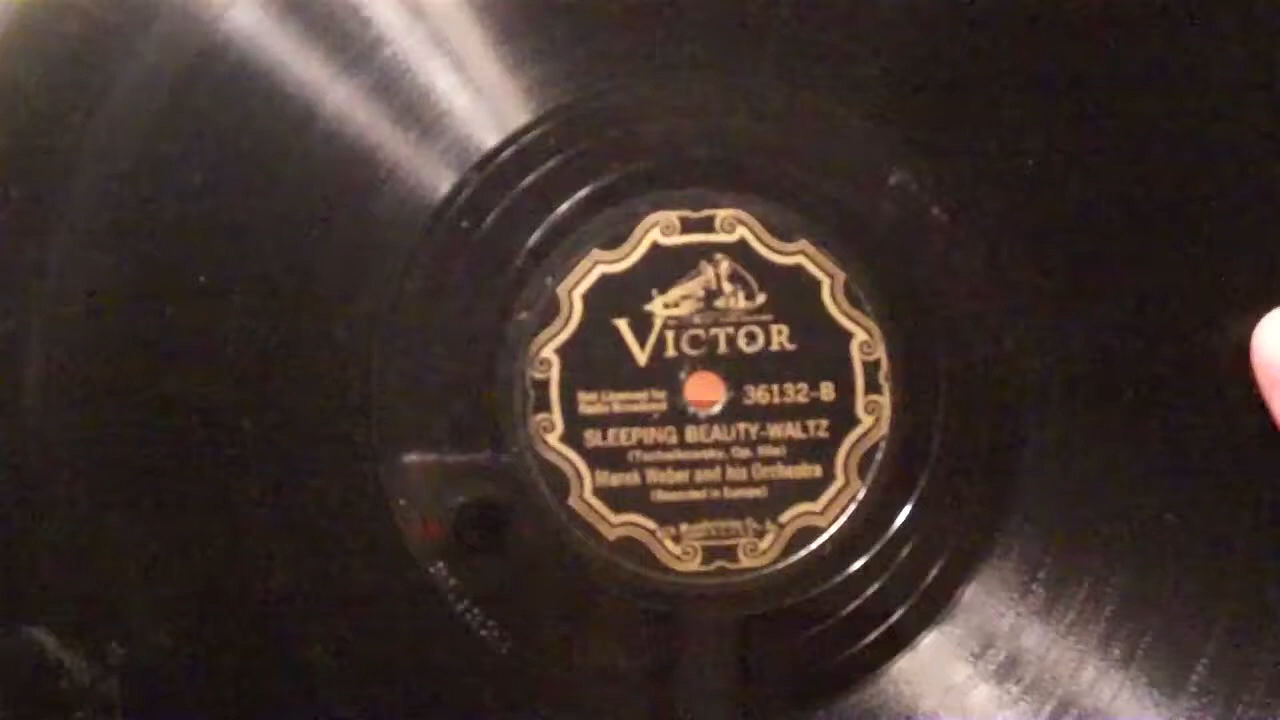 VICTOR
Not Licensed for
Radio Broadcast
36132-B
SLEEPING BEAUTY-WALTZ
(Tschaikowsky, Op. 66a)
Marek Weber and his Orchestra
(Recorded in Europe)